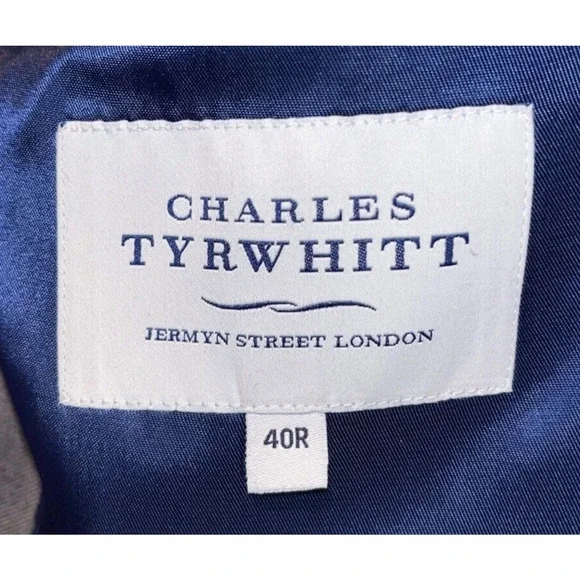 CHARLES
TYRWHITT
JERMYN STREET LONDON
40R